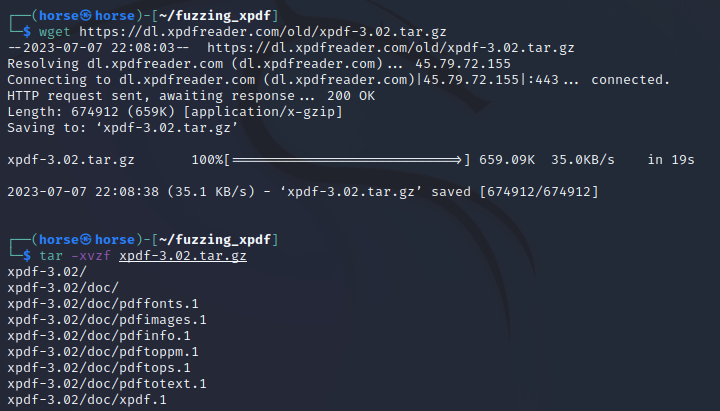 ┌──(horse㉿horse)-[~/fuzzing_xpdf]
└─$ wget https://dl.xpdfreader.com/old/xpdf-3.02.tar.gz
--2023-07-07 22:08:03--  https://dl.xpdfreader.com/old/xpdf-3.02.tar.gz
Resolving dl.xpdfreader.com (dl.xpdfreader.com)... 45.79.72.155
Connecting to dl.xpdfreader.com (dl.xpdfreader.com)|45.79.72.155|:443... connected.
HTTP request sent, awaiting response... 200 OK
Length: 674912 (659K) [application/x-gzip]
Saving to: ‘xpdf-3.02.tar.gz’
xpdf-3.02.tar.gz       100%[=============================>] 659.09K  35.0KB/s    in 19s
2023-07-07 22:08:38 (35.1 KB/s) - ‘xpdf-3.02.tar.gz’ saved [674912/674912]
┌──(horse㉿horse)-[~/fuzzing_xpdf]
└─$ tar -xvzf xpdf-3.02.tar.gz
xpdf-3.02/
xpdf-3.02/doc/
xpdf-3.02/doc/pdffonts.1
xpdf-3.02/doc/pdfimages.1
xpdf-3.02/doc/pdfinfo.1
xpdf-3.02/doc/pdftoppm.1
xpdf-3.02/doc/pdftops.1
xpdf-3.02/doc/pdftotext.1
xpdf-3.02/doc/xpdf.1